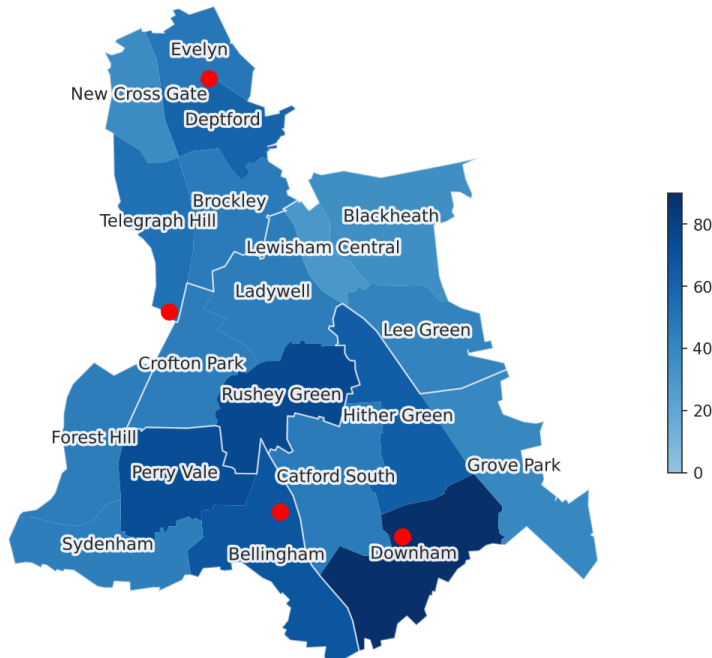 Evelyn
New Cross Gate
Deptford
Brockley
Telegraph Hill
Blackheath
Lewisham Central
Ladywell
Lee Green
Crofton Park
Rushey Green
Hither Green
Forest Hill
Perry Vale
Catford South
Grove Park
Sydenham
Bellingham
Downham
80
60
40
20
0